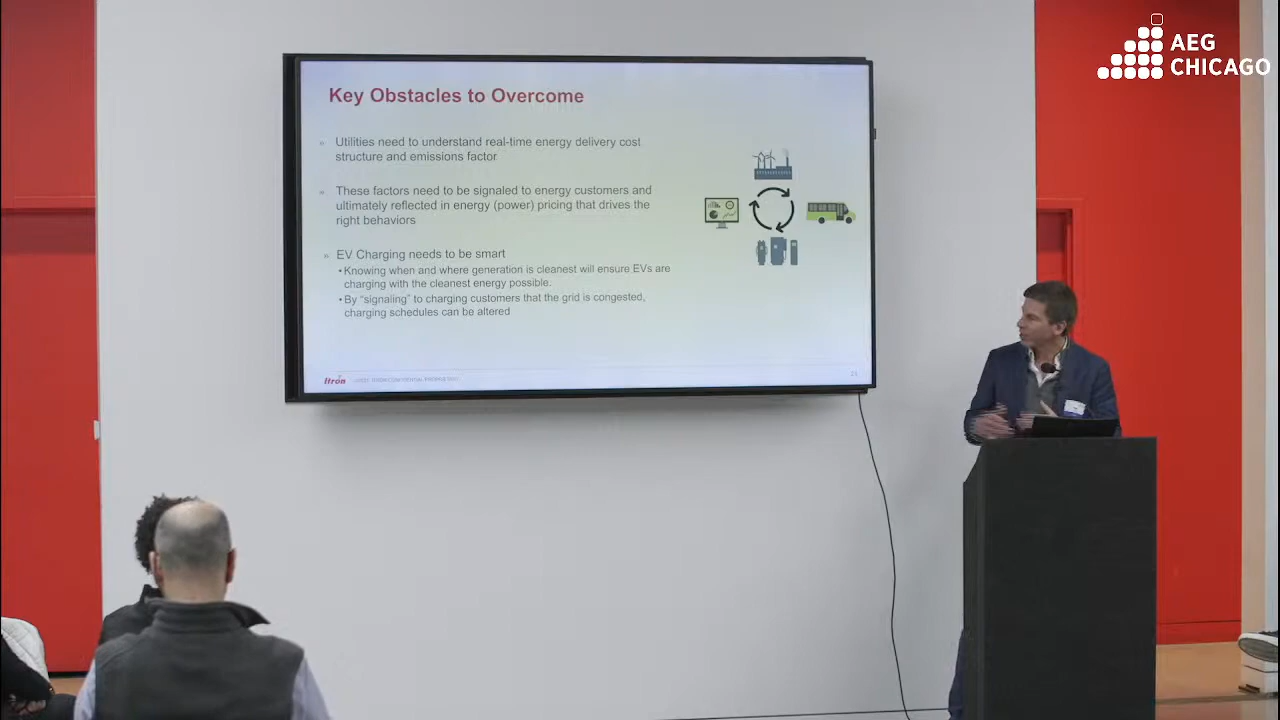 AEG
CHICAGO
Key Obstacles to Overcome
Utilities need to understand real-time energy delivery cost
structure and emissions factor
These factors need to be signaled to energy customers and
ultimately reflected in energy (power) pricing that drives the
right behaviors
EV Charging needs to be smart
• Knowing when and where generation is cleanest will ensure EVs are
charging with the cleanest energy possible.
• By “signaling” to charging customers that the grid is congested,
charging schedules can be altered
Itron